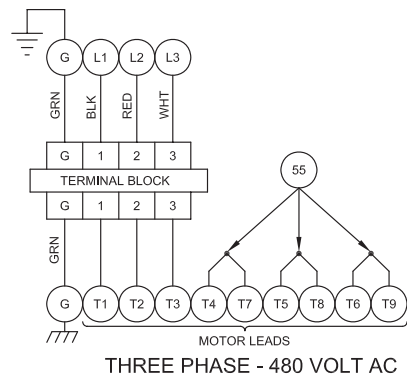 G L1 L2 L3
GRN BLK RED WHT
G 1 2 3
TERMINAL BLOCK
G 1 2 3
55
GRN
G T1 T2 T3 T4 T7 T5 T8 T6 T9
MOTOR LEADS
THREE PHASE - 480 VOLT AC